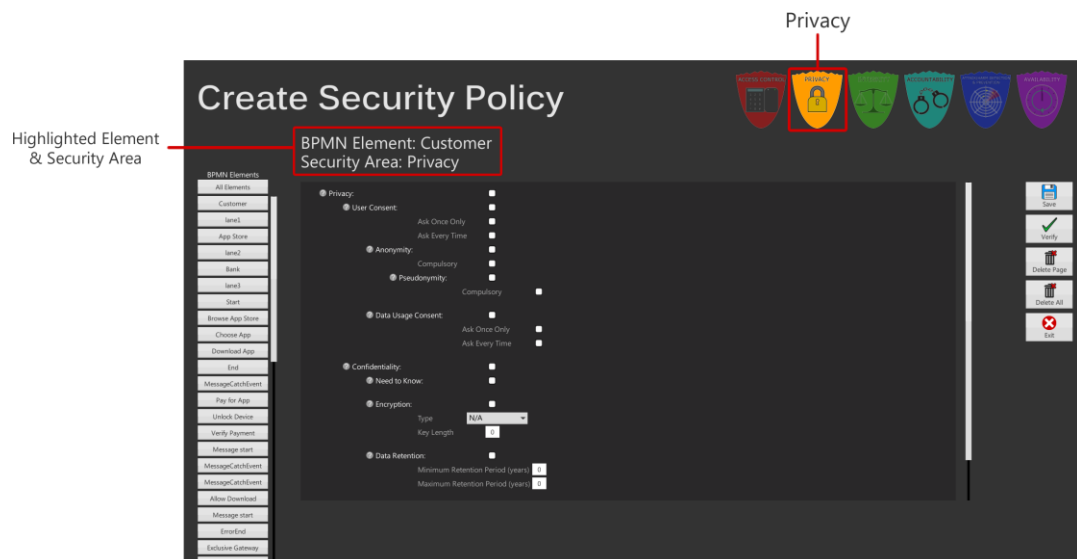 Privacy
ACCESS CONTROL
PRIVACY
ACCOUNTABILITY
AVAILABILITY
Create Security Policy
Highlighted Element
& Security Area
BPMN Element: Customer
Security Area: Privacy
BPMN Elements
All Elements
Customer
lane1
App Store
lane2
Bank
lane3
Start
Browse App Store
Choose App
Download App
End
MessageCatchEvent
Pay for App
Unlock Device
Verify Payment
Message start
MessageCatchEvent
MessageCatchEvent
Allow Download
Message start
ErrorEnd
Exclusive Gateway
Privacy:
User Consent:
Ask Once Only
Ask Every Time
Anonymity:
Compulsory
Pseudonymity:
Compulsory
Data Usage Consent:
Ask Once Only
Ask Every Time
Confidentiality:
Need to Know:
Encryption:
Type N/A
Key Length 0
Data Retention:
Minimum Retention Period (years) 0
Maximum Retention Period (years) 0
Save
Verify
Delete Page
Delete All
Exit